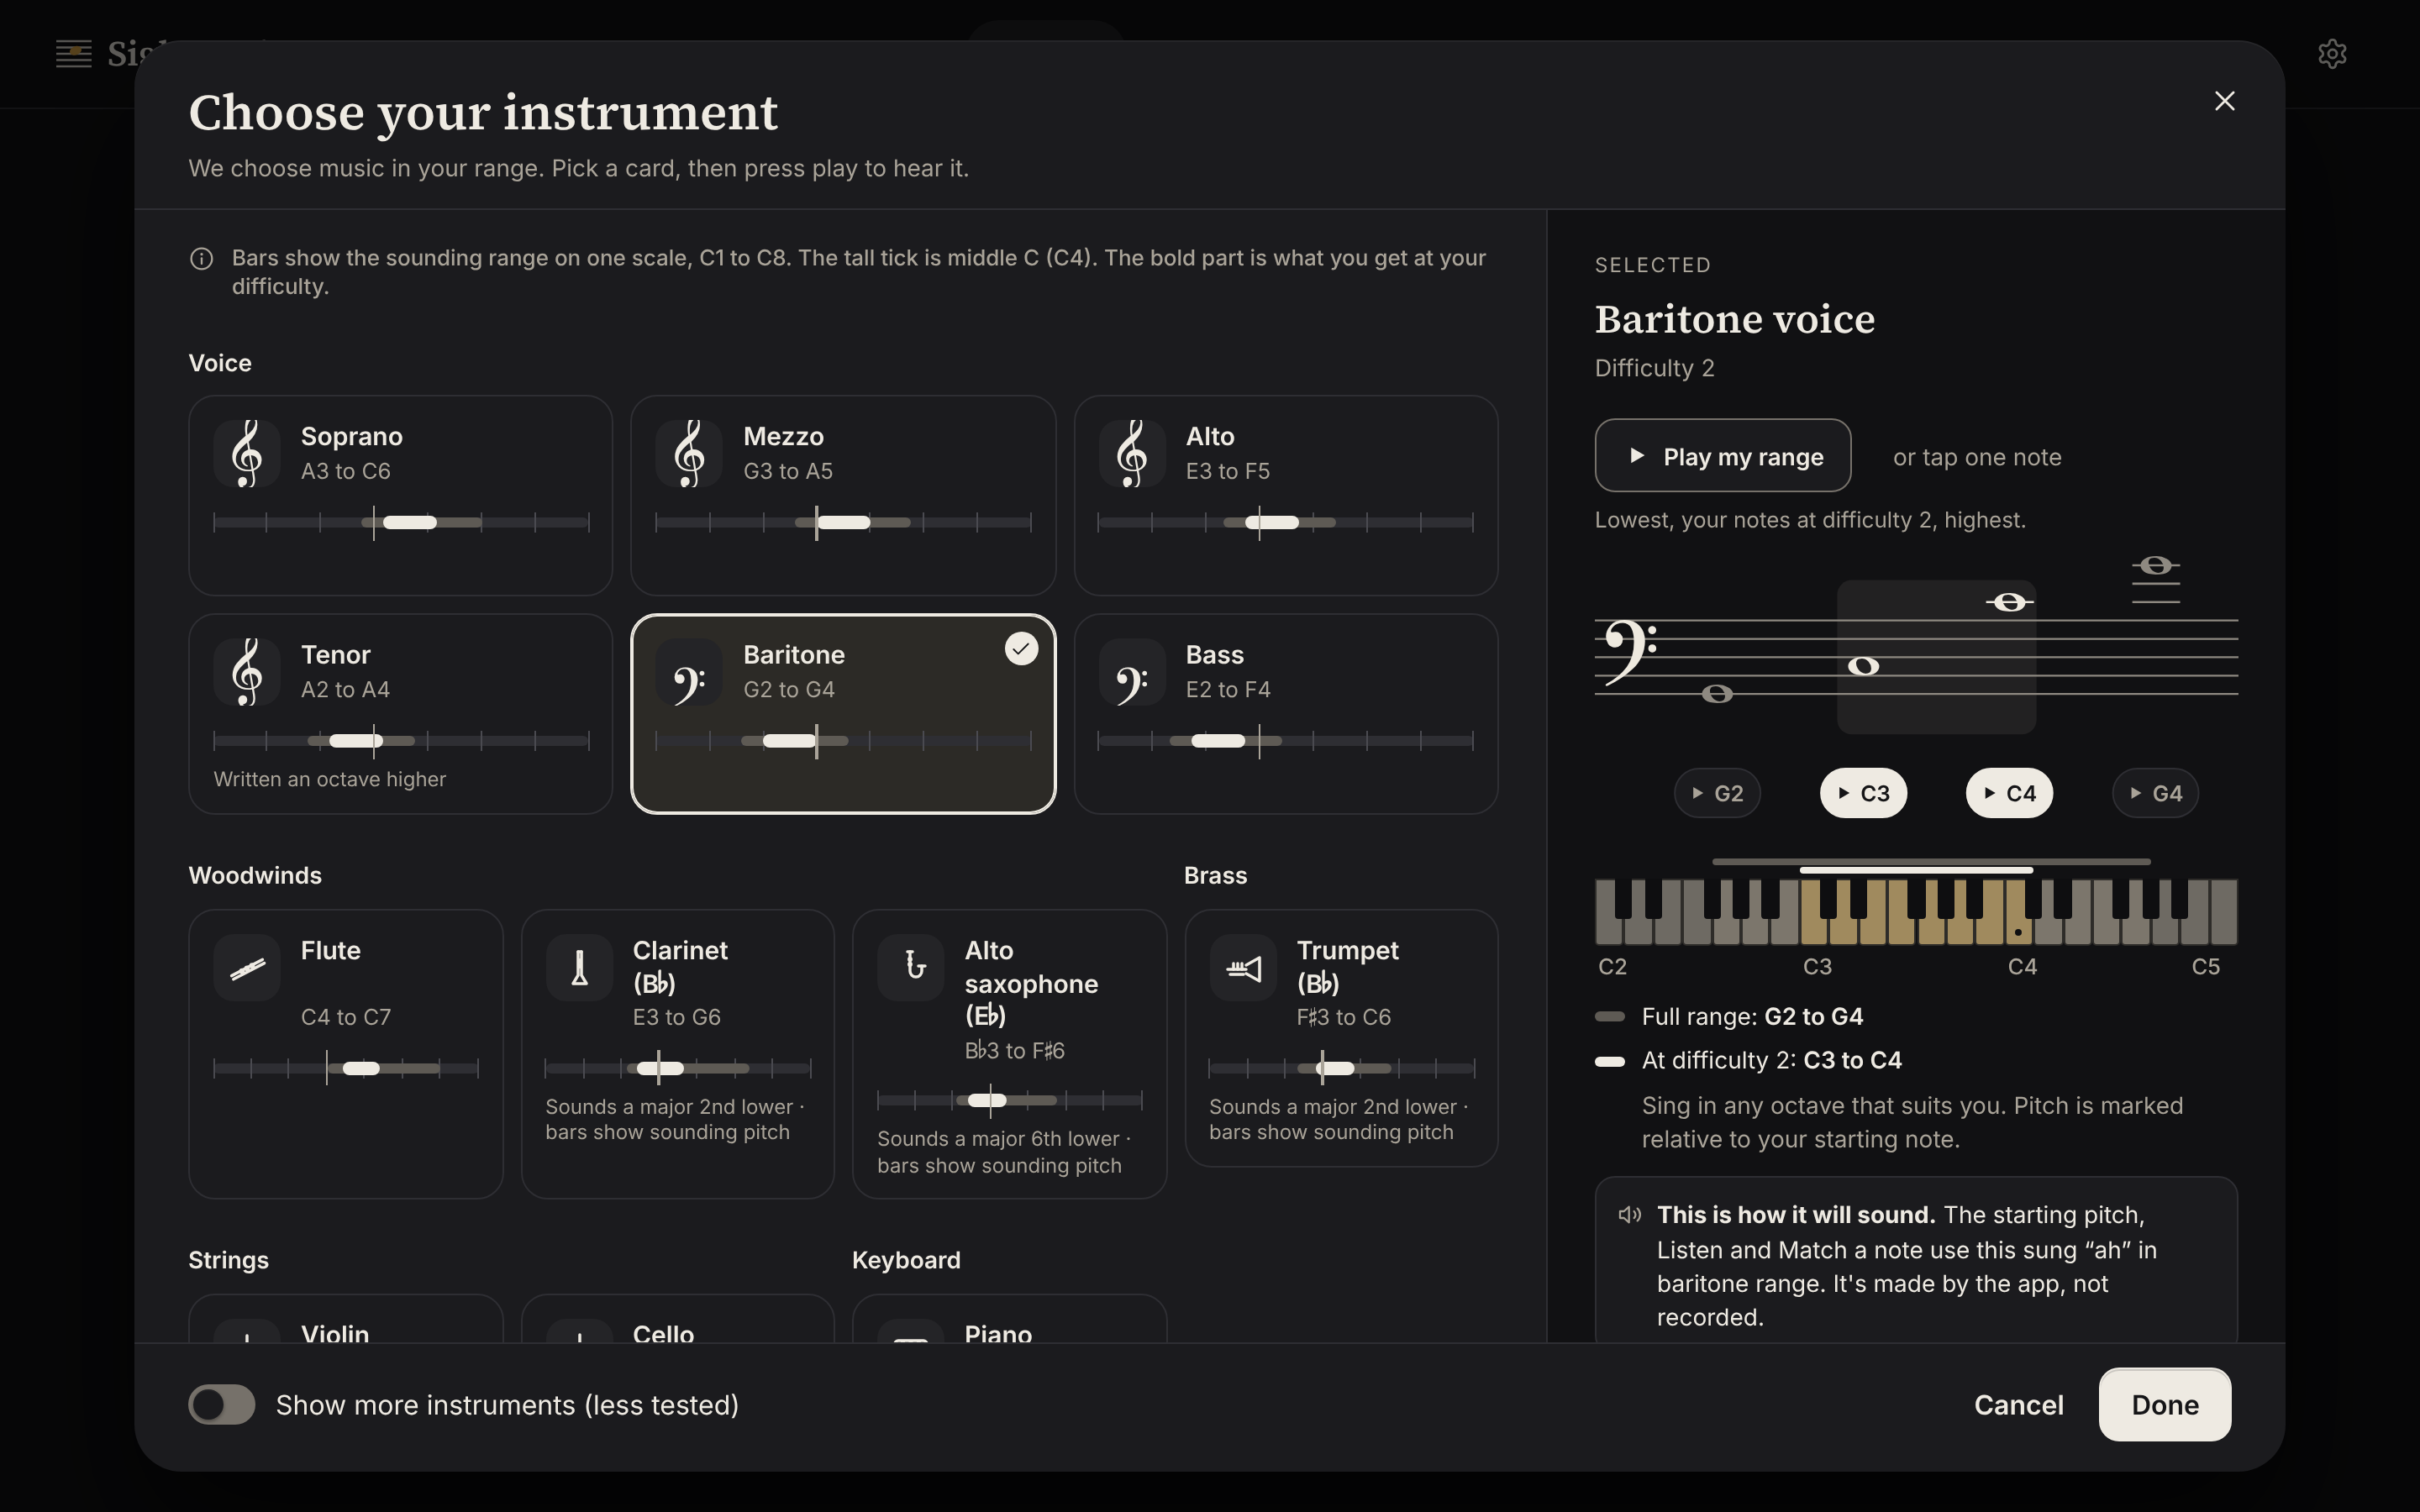 Choose your instrument
We choose music in your range. Pick a card, then press play to hear it.
Bars show the sounding range on one scale, C1 to C8. The tall tick is middle C (C4). The bold part is what you get at your
difficulty.
Voice
Soprano
A3 to C6
Mezzo
G3 to A5
Alto
E3 to F5
Tenor
A2 to A4
Written an octave higher
Baritone
G2 to G4
Bass
E2 to F4
Woodwinds
Flute
C4 to C7
Clarinet
(B♭)
E3 to G6
Sounds a major 2nd lower ·
bars show sounding pitch
Alto
saxophone
(E♭)
B♭3 to F♯6
Sounds a major 6th lower ·
bars show sounding pitch
Brass
Trumpet
(B♭)
F♯3 to C6
Sounds a major 2nd lower ·
bars show sounding pitch
Strings
Violin
Cello
Keyboard
Piano
SELECTED
Baritone voice
Difficulty 2
Play my range
or tap one note
Lowest, your notes at difficulty 2, highest.
G2
C3
C4
G4
C2
C3
C4
C5
Full range: G2 to G4
At difficulty 2: C3 to C4
Sing in any octave that suits you. Pitch is marked
relative to your starting note.
This is how it will sound. The starting pitch,
Listen and Match a note use this sung “ah” in
baritone range. It's made by the app, not
recorded.
Show more instruments (less tested)
Cancel
Done